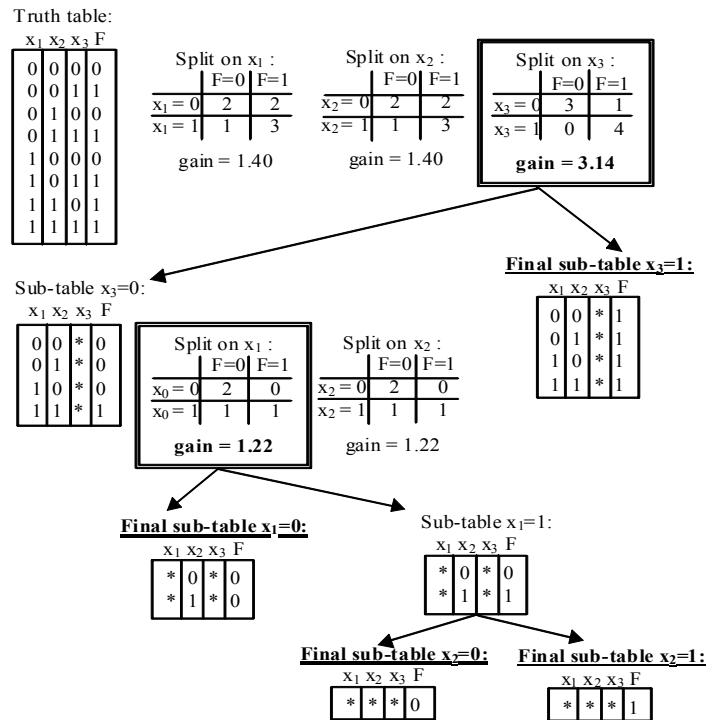 Truth table:
x1 x2 x3 F
0 0 0 0
0 0 1 1
0 1 0 0
0 1 1 1
1 0 0 0
1 0 1 1
1 1 0 1
1 1 1 1
Split on x1 :
F=0 F=1
x1 = 0 2 2
x1 = 1 1 3
gain = 1.40
Split on x2 :
F=0 F=1
x2 = 0 2 2
x2 = 1 1 3
gain = 1.40
Split on x3 :
F=0 F=1
x3 = 0 3 1
x3 = 1 0 4
gain = 3.14
Sub-table x3=0:
x1 x2 x3 F
0 0 * 0
0 1 * 0
1 0 * 0
1 1 * 1
Final sub-table x3=1:
x1 x2 x3 F
0 0 * 1
0 1 * 1
1 0 * 1
1 1 * 1
Split on x1 :
F=0 F=1
x0 = 0 2 0
x0 = 1 1 1
gain = 1.22
Split on x2 :
F=0 F=1
x2 = 0 2 0
x2 = 1 1 1
gain = 1.22
Final sub-table x1=0:
x1 x2 x3 F
* 0 * 0
* 1 * 0
Sub-table x1=1:
x1 x2 x3 F
* 0 * 0
* 1 * 1
Final sub-table x2=0:
x1 x2 x3 F
* * * 0
Final sub-table x2=1:
x1 x2 x3 F
* * * 1